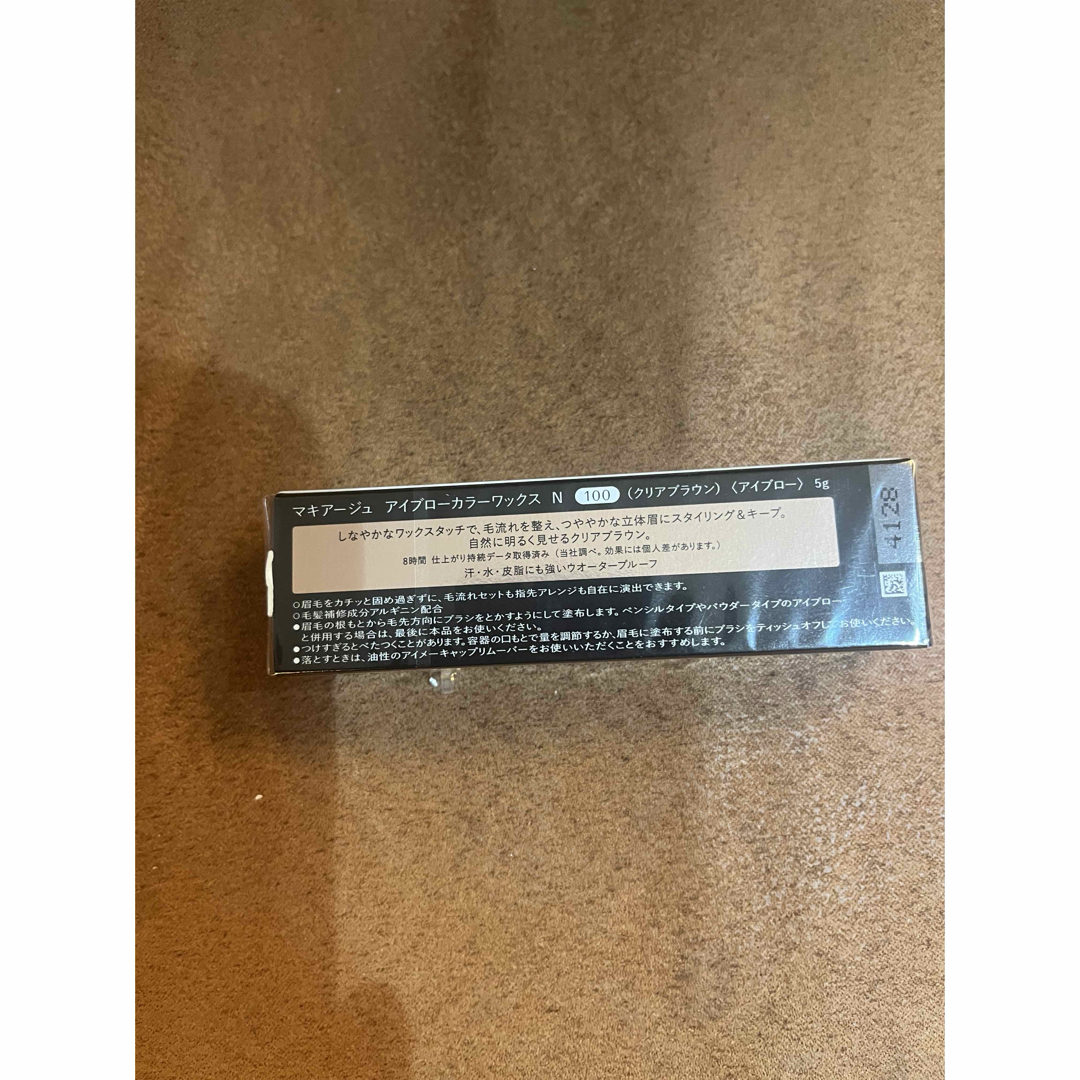 マキアージュ アイブローカラーワックス N 100 (クリアブラウン)〈アイブロー〉 5g
しなやかなワックスタッチで、毛流れを整え、つややかな立体眉にスタイリング&キープ。
自然に明るく見せるクリアブラウン。
8時間 仕上がり持続データ取得済み (当社調べ。効果には個人差があります。)
汗・水・皮脂にも強いウオータープルーフ
○眉毛をカチッと固め過ぎずに、毛流れセットも指先アレンジも自在に演出できます。
○毛髪補修成分アルギニン配合
●眉毛の根もとから毛先方向にブラシをとかすようにして塗布します。ペンシルタイプやパウダータイプのアイブロー
と併用する場合は、最後に本品をお使いください。
●つけすぎるとべたつくことがあります。容器の口もとで量を調節するか、眉毛に塗布する前にブラシをティッシュオフしてお使いください。
●落とすときは、油性のアイメーキャップリムーバーをお使いいただくことをおすすめします。
4128